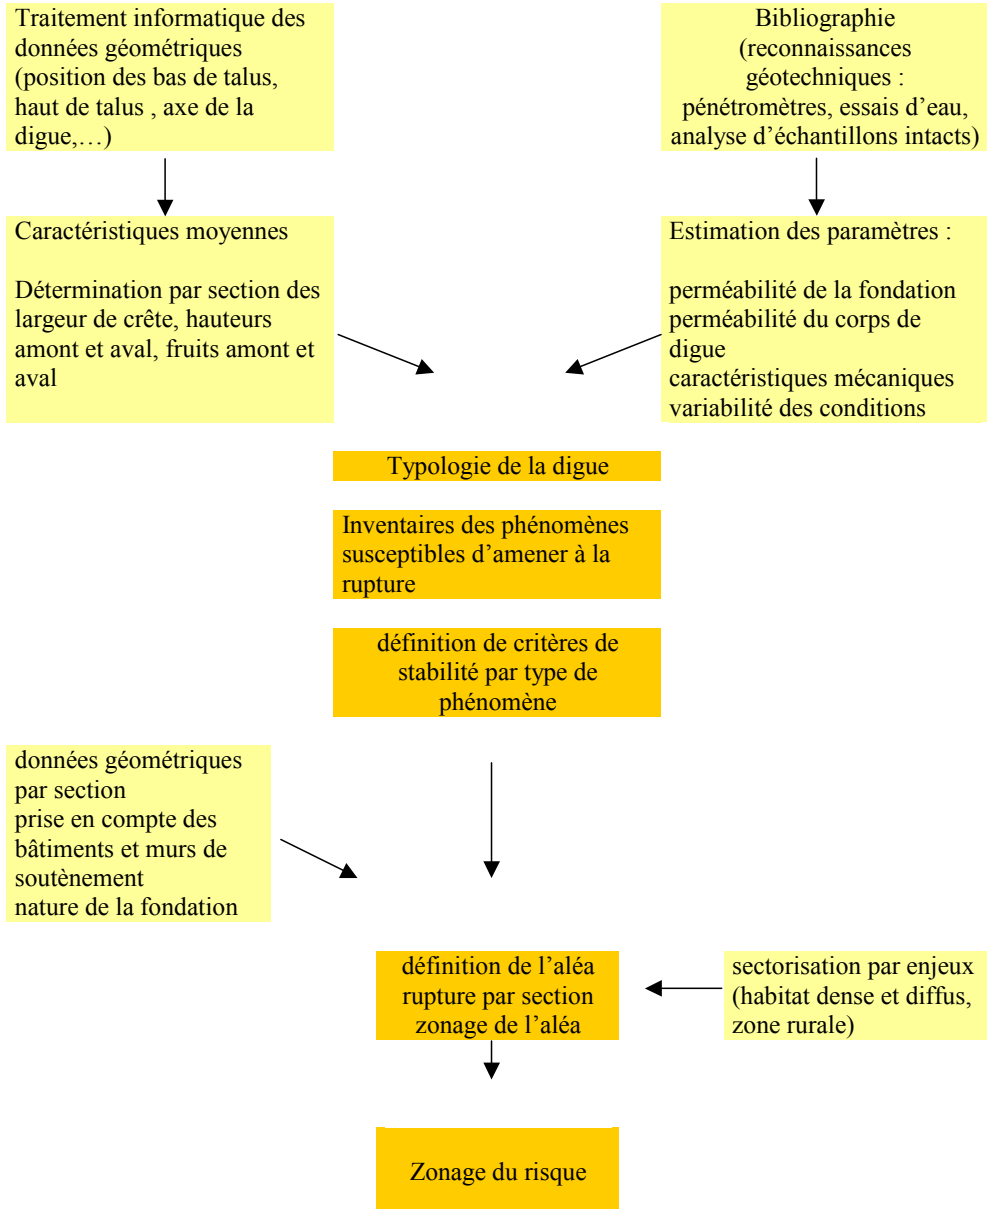 Traitement informatique des
données géométriques
(position des bas de talus,
haut de talus , axe de la
digue,…)
Bibliographie
(reconnaissances
géotechniques :
pénétromètres, essais d’eau,
analyse d’échantillons intacts)
Caractéristiques moyennes
Détermination par section des
largeur de crête, hauteurs
amont et aval, fruits amont et
aval
Estimation des paramètres :
perméabilité de la fondation
perméabilité du corps de
digue
caractéristiques mécaniques
variabilité des conditions
Typologie de la digue
Inventaires des phénomènes
susceptibles d’amener à la
rupture
définition de critères de
stabilité par type de
phénomène
données géométriques
par section
prise en compte des
bâtiments et murs de
soutènement
nature de la fondation
définition de l’aléa
rupture par section
zonage de l’aléa
sectorisation par enjeux
(habitat dense et diffus,
zone rurale)
Zonage du risque